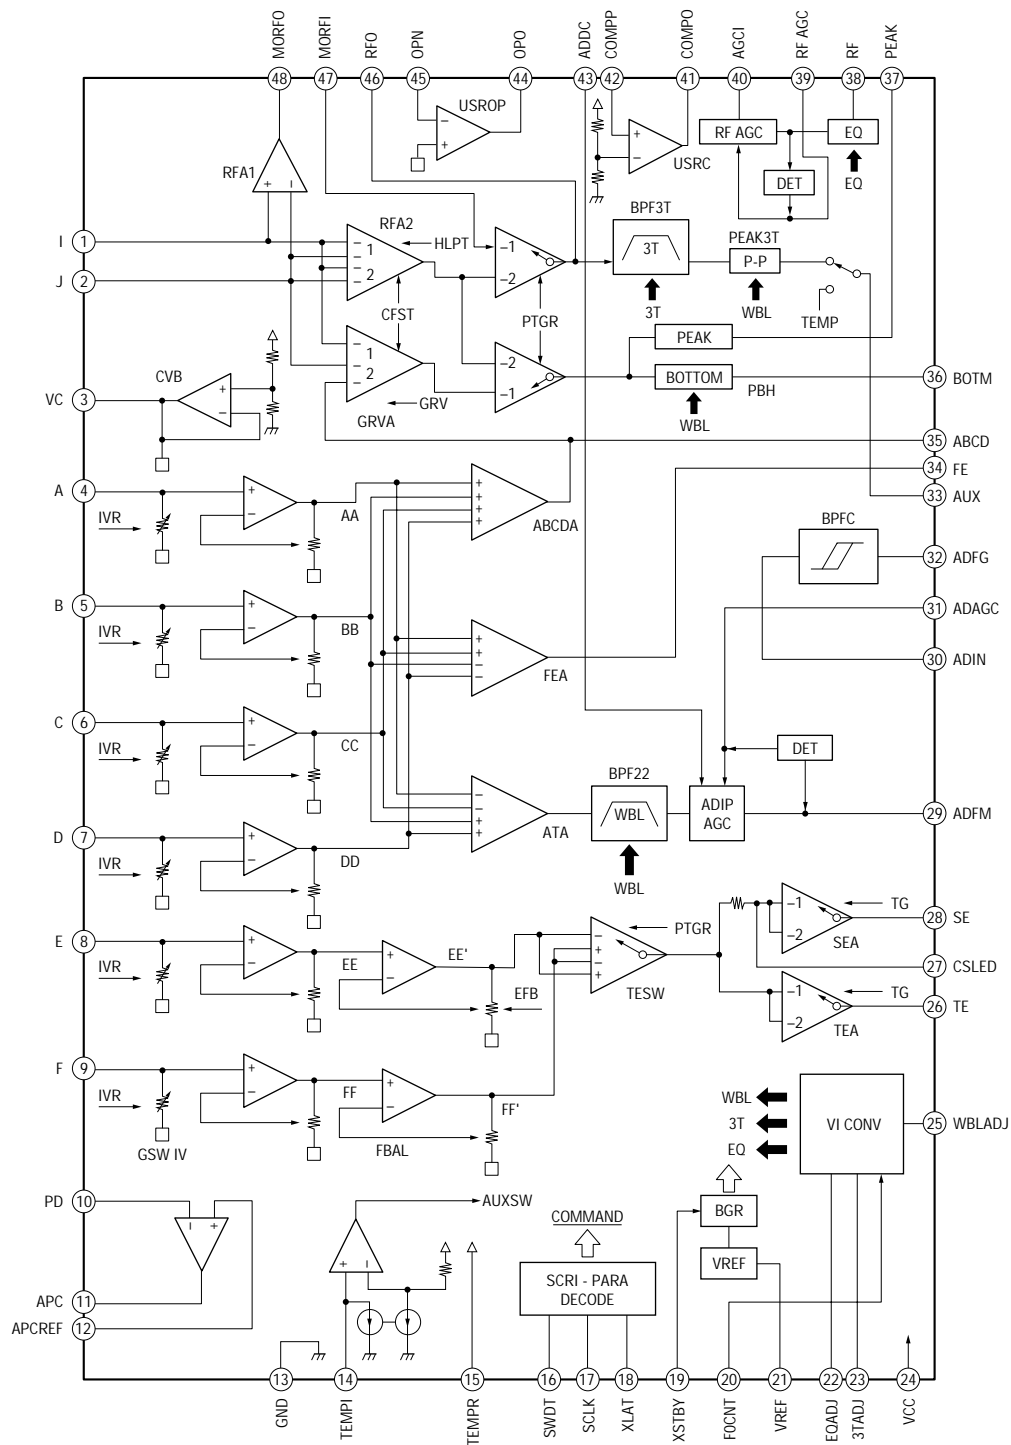 MORFO
MORFI
RFO
OPN
OPO
ADDC
COMPP
COMPO
AGCI
RF AGC
RF
PEAK
48
47
46
45
44
43
42
41
40
39
38
37
USROP
−
+
RFA1
+ −
+
−
USRC
RF AGC
EQ
DET
EQ
BPF3T
3T
3T
PEAK3T
P-P
WBL
TEMP
I 1
J 2
RFA2
− 1
−
− 2
−
HLPT
CFST
−1
−2
PTGR
PEAK
BOTTOM
PBH
WBL
36 BOTM
− 1
− 2
−
GRV
GRVA
−2
−1
CVB
+
−
VC 3
35 ABCD
34 FE
33 AUX
A 4
IVR
+
−
AA
+
+
+
+
ABCDA
BPFC
32 ADFG
B 5
IVR
+
−
BB
31 ADAGC
+
+
−
−
FEA
30 ADIN
C 6
IVR
+
−
CC
DET
BPF22
WBL
WBL
ADIP
AGC
−
−
+
+
ATA
29 ADFM
D 7
IVR
+
−
DD
E 8
IVR
+
−
EE
+
−
EE'
EFB
−
+
−
+
PTGR
TESW
−1
−2
TG
SEA
28 SE
27 CSLED
−1
−2
TG
TEA
26 TE
F 9
IVR
GSW IV
+
−
FF
+
−
FBAL
FF'
WBL
3T
EQ
VI CONV
25 WBLADJ
PD 10
− +
APC 11
APCREF 12
AUXSW
+ −
COMMAND
SCRI - PARA
DECODE
BGR
VREF
13
14
15
16
17
18
19
20
21
22
23
24
GND
TEMPI
TEMPR
SWDT
SCLK
XLAT
XSTBY
F0CNT
VREF
EQADJ
3TADJ
VCC